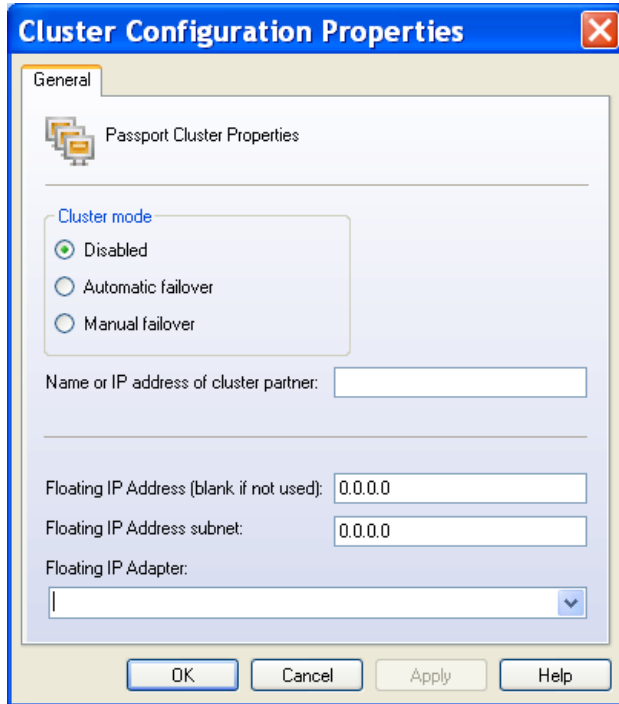 Cluster Configuration Properties
General
Passport Cluster Properties
Cluster mode
Disabled
Automatic failover
Manual failover
Name or IP address of cluster partner:
Floating IP Address (blank if not used): 0.0.0.0
Floating IP Address subnet: 0.0.0.0
Floating IP Adapter:
OK Cancel Apply Help